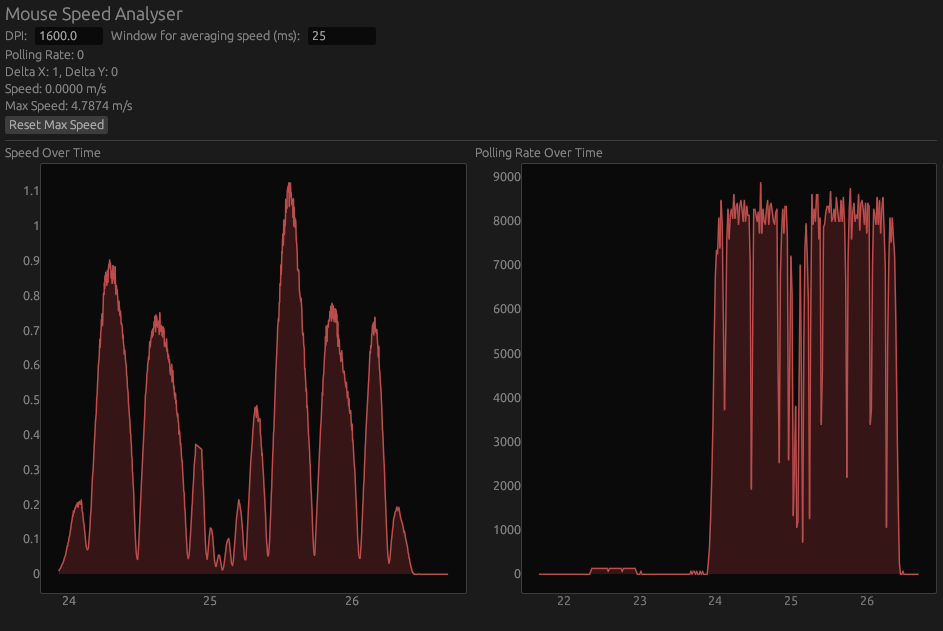 Mouse Speed Analyser
DPI: 1600.0 Window for averaging speed (ms): 25
Polling Rate: 0
Delta X: 1, Delta Y: 0
Speed: 0.0000 m/s
Max Speed: 4.7874 m/s
Reset Max Speed
Speed Over Time
1.1
1
0.9
0.8
0.7
0.6
0.5
0.4
0.3
0.2
0.1
0
24 25 26
Polling Rate Over Time
9000
8000
7000
6000
5000
4000
3000
2000
1000
0
22 23 24 25 26